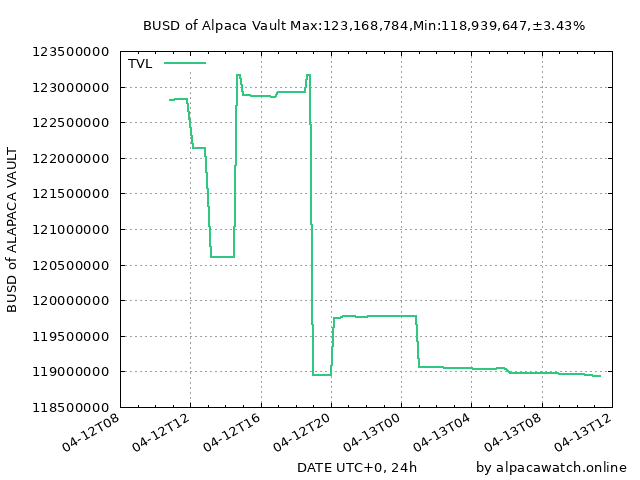 BUSD of Alpaca Vault Max:123,168,784,Min:118,939,647,±3.43%
TVL
123500000
123000000
122500000
122000000
121500000
121000000
120500000
120000000
119500000
119000000
118500000
BUSD of ALAPACA VAULT
04-12T08
04-12T12
04-12T16
04-12T20
04-13T00
04-13T04
04-13T08
04-13T12
DATE UTC+0, 24h
by alpacawatch.online